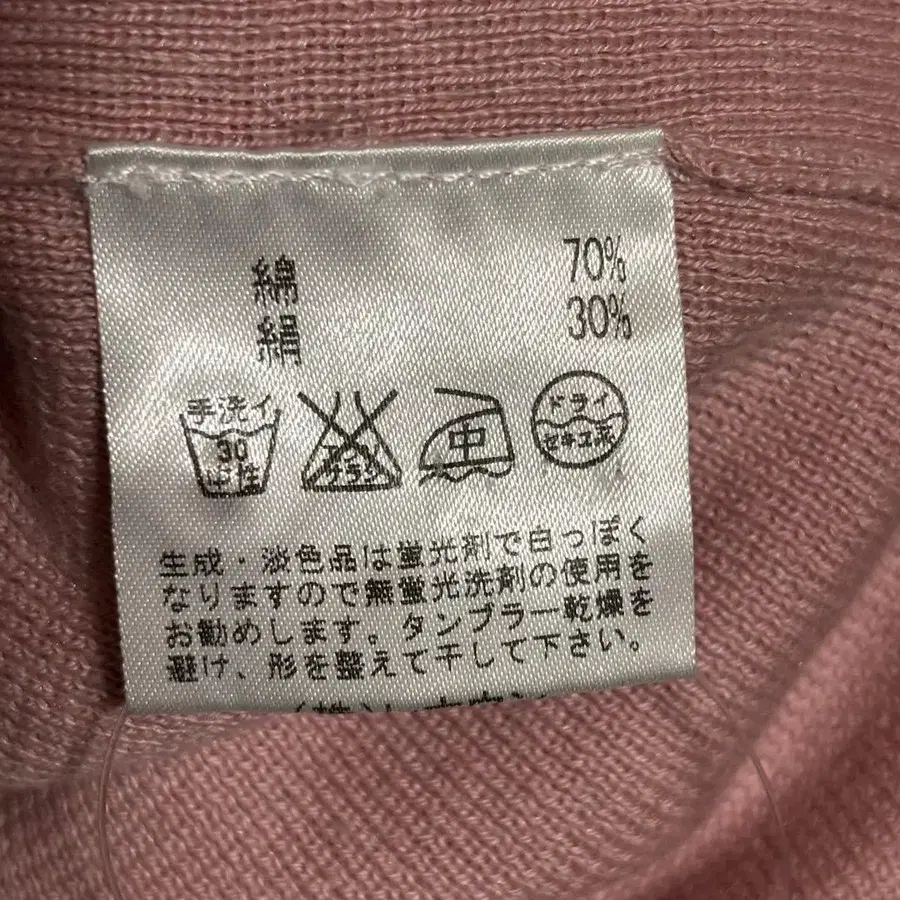 綿 70%
絹 30%
手洗イ
30
中性
エンソ
サラシ
中
ドライ
セキユ系
生成・淡色品は蛍光剤で白っぽく
なりますので無蛍光洗剤の使用を
お勧めします。タンブラー乾燥を
避け、形を整えて干して下さい。